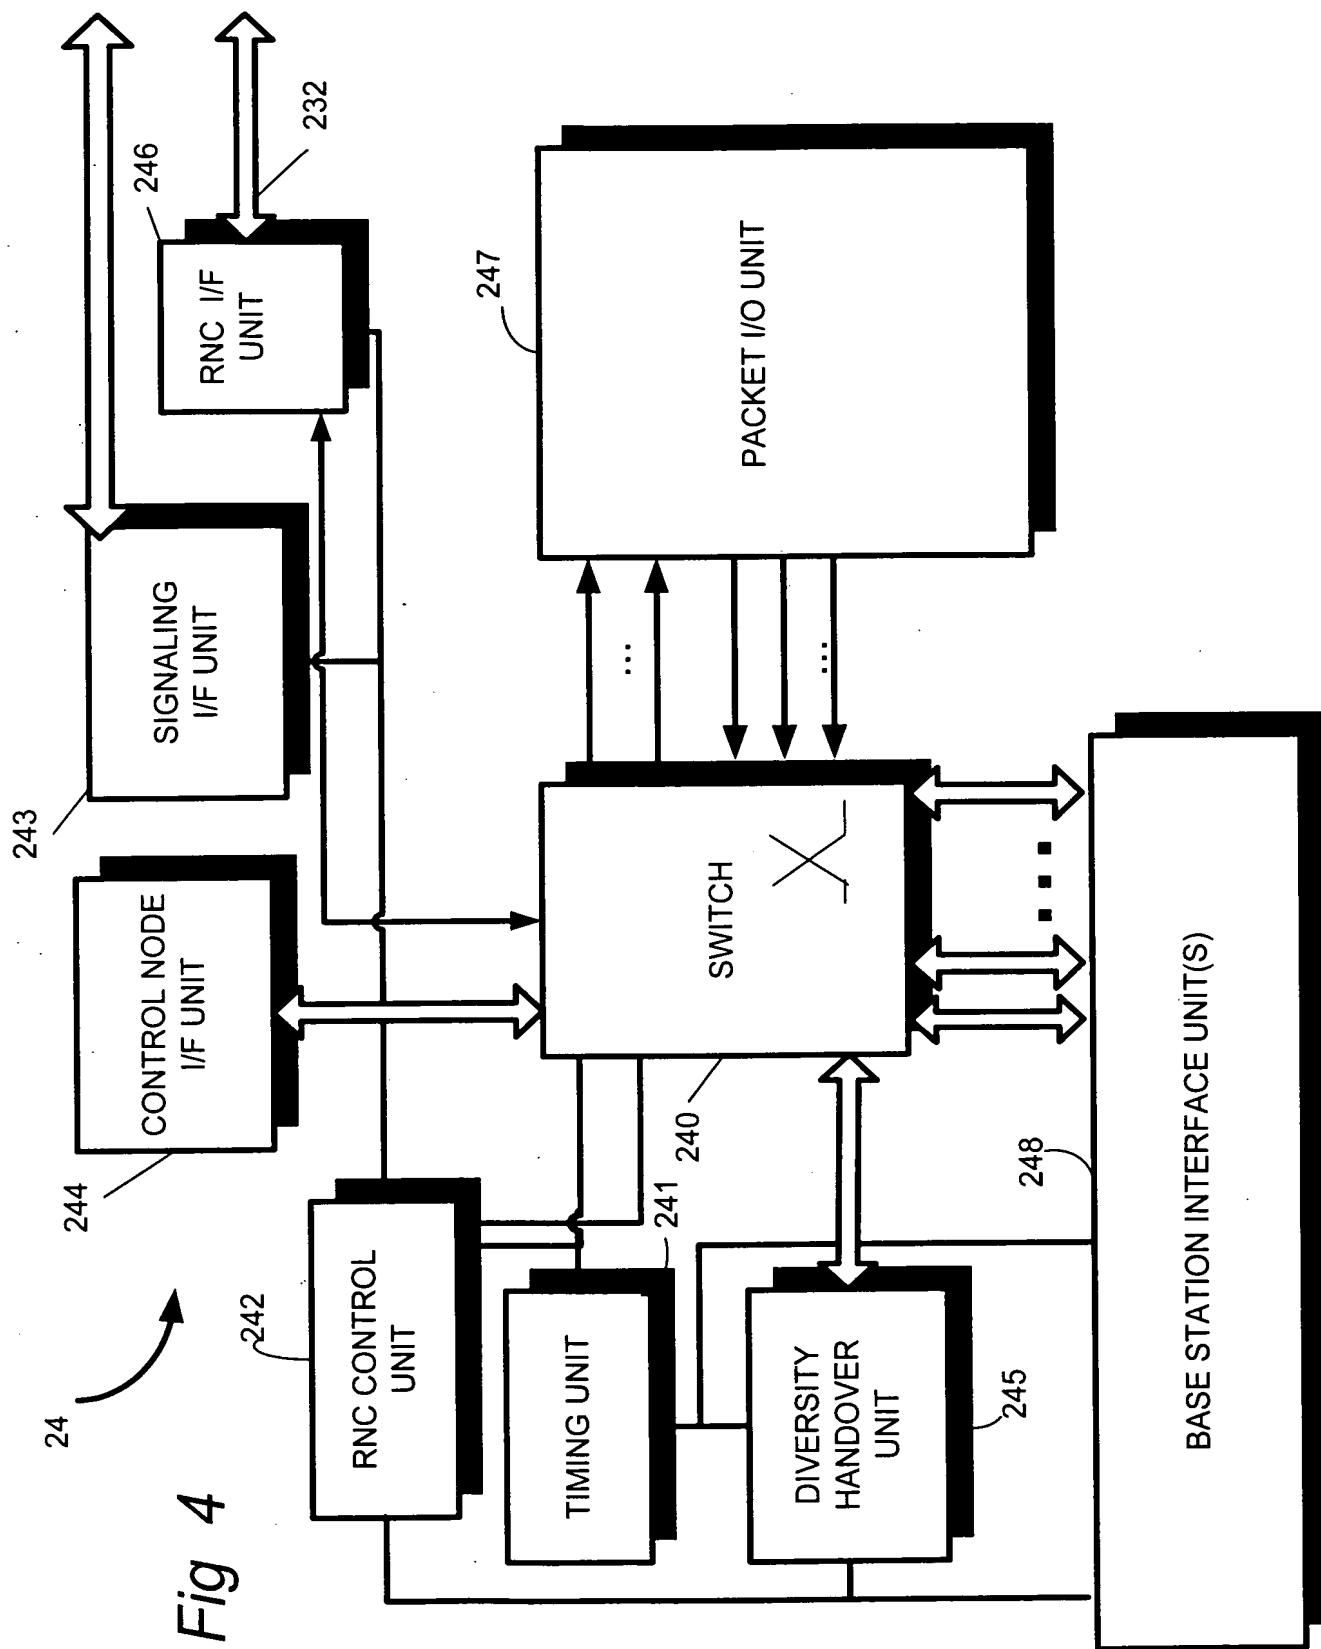 Fig 4
24
244
CONTROL NODE
I/F UNIT
243
SIGNALING
I/F UNIT
246
RNC I/F
UNIT
232
242
RNC CONTROL
UNIT
TIMING UNIT
241
240
SWITCH
247
PACKET I/O UNIT
...
...
DIVERSITY
HANDOVER
UNIT
245
248
BASE STATION INTERFACE UNIT(S)